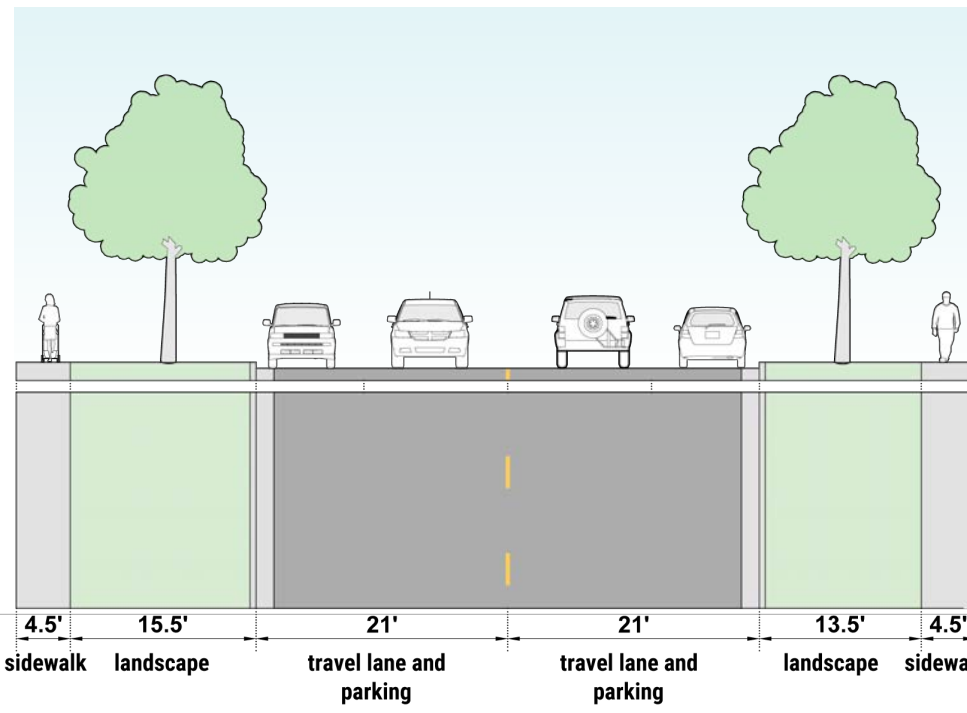 4.5' 15.5' 21' 21' 13.5' 4.5'
sidewalk landscape travel lane and parking travel lane and parking landscape sidewa